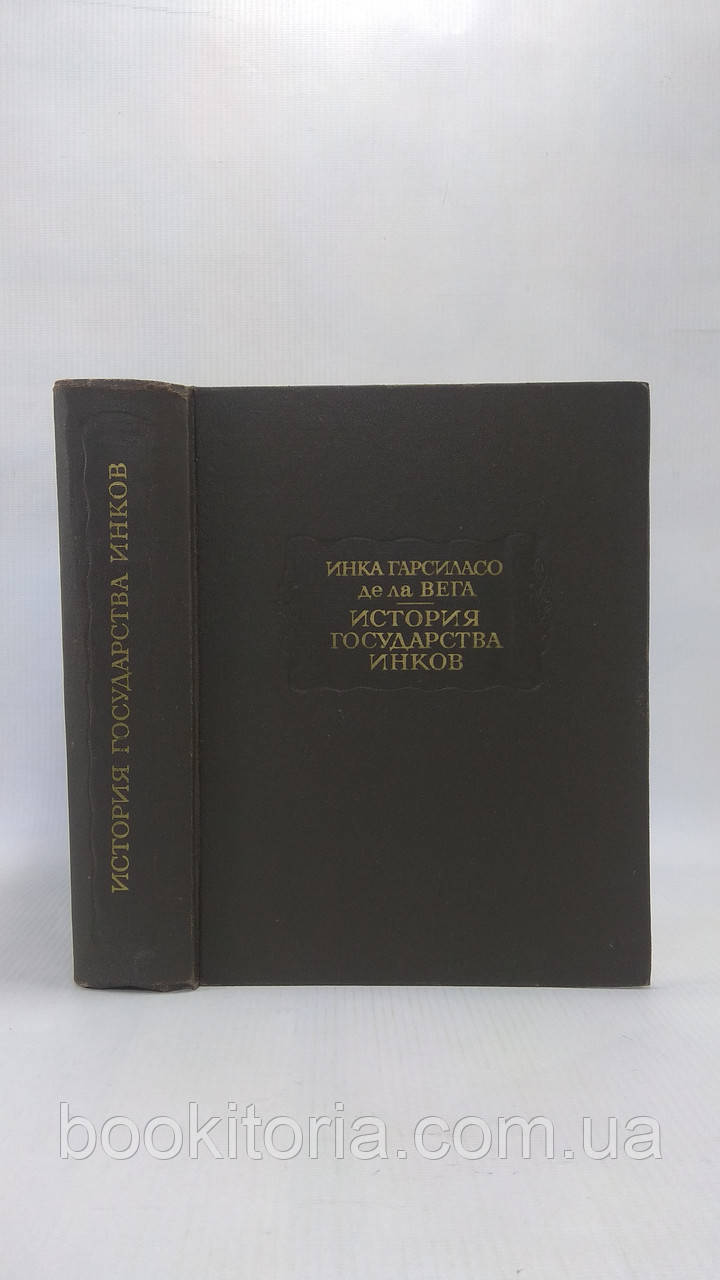 ИСТОРИЯ ГОСУДАРСТВА ИНКОВ
ИНКА ГАРСИЛАСО
де ла ВЕГА
ИСТОРИЯ
ГОСУДАРСТВА
ИНКОВ
bookitoria.com.ua